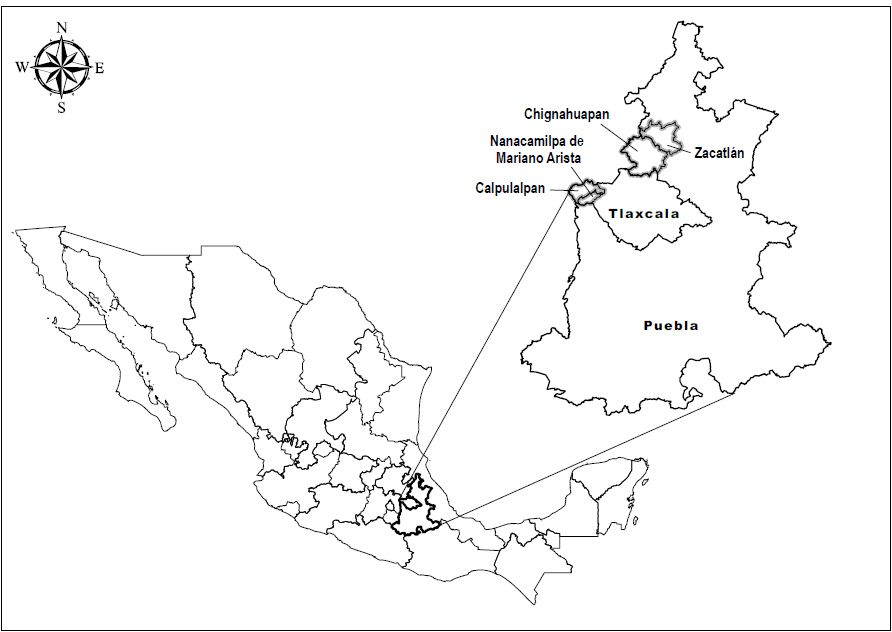 N
W E
S
Chignahuapan
Nanacamilpa de
Mariano Arista
Zacatlán
Calpulalpan
Tlaxcala
Puebla